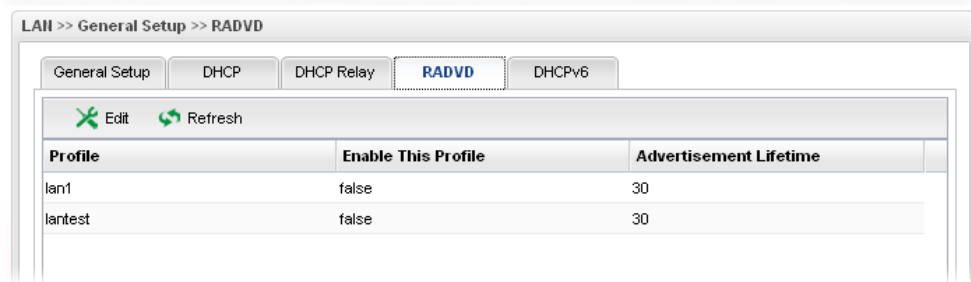 LAN >> General Setup >> RADVD
General Setup DHCP DHCP Relay RADVD DHCPv6
Edit Refresh
Profile Enable This Profile Advertisement Lifetime
lan1 false 30
lantest false 30